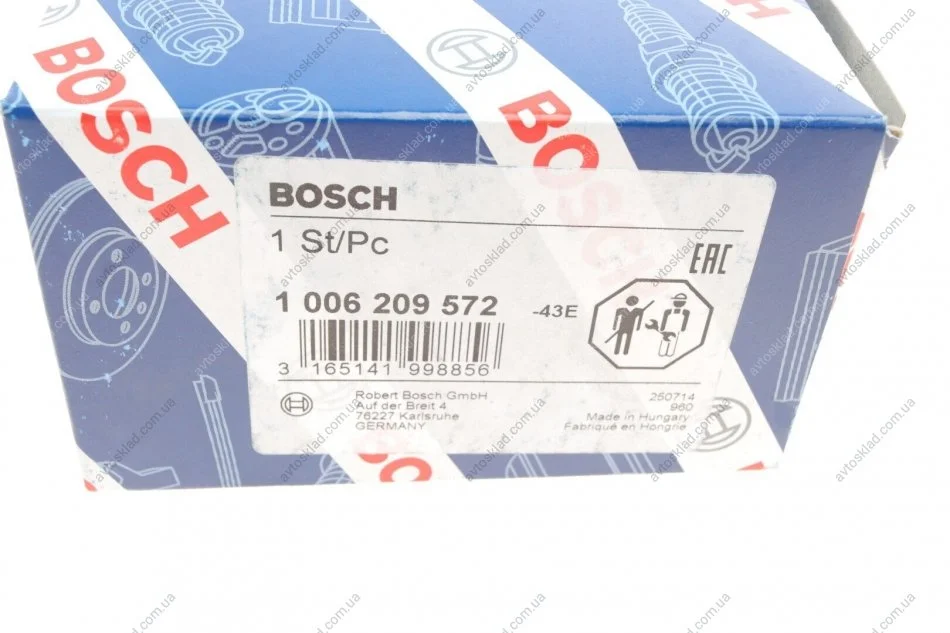 BOSCH
BOSCH
BOSCH
BOSCH
BOSCH
1 St/Pc
EAC
1 006 209 572
-43E
3 165141 998856
Robert Bosch GmbH
Auf der Breit 4
76227 Karlsruhe
GERMANY
250714
960
Made in Hungary
Fabriqué en Hongrie
avtosklad.com.ua